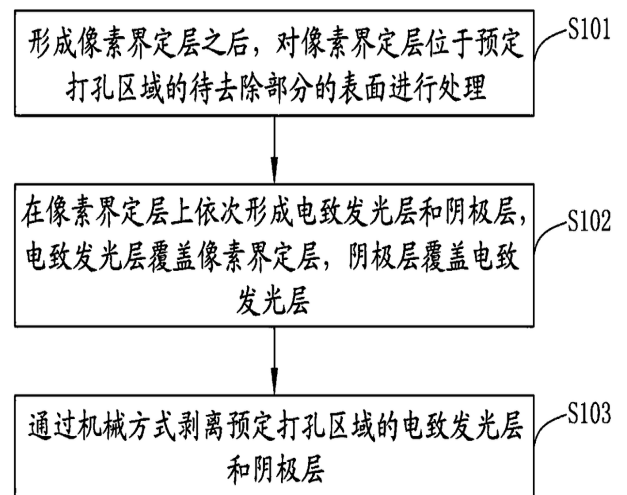 形成像素界定层之后，对像素界定层位于预定
打孔区域的待去除部分的表面进行处理
S101
在像素界定层上依次形成电致发光层和阴极层，
电致发光层覆盖像素界定层，阴极层覆盖电致
发光层
S102
通过机械方式剥离预定打孔区域的电致发光层
和阴极层
S103